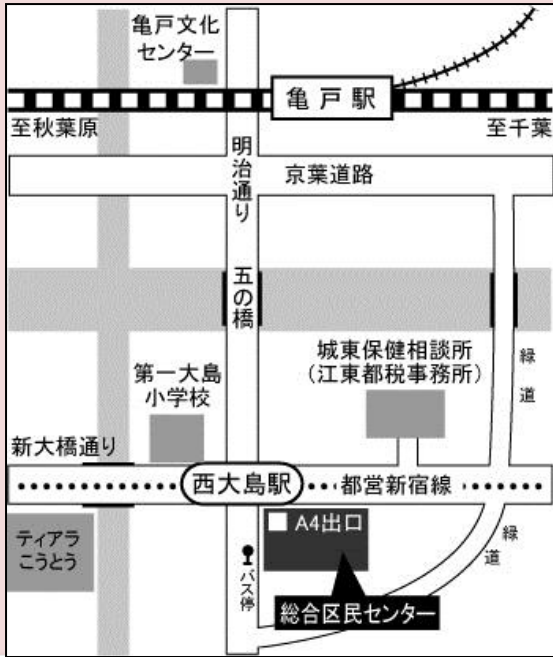 亀戸文化
センター
亀戸駅
至秋葉原
至千葉
明治通り
京葉道路
五の橋
城東保健相談所
(江東都税事務所)
緑道
第一大島
小学校
新大橋通り
西大島駅
都営新宿線
ティアラ
こうとう
A4出口
緑道
バス停
総合区民センター